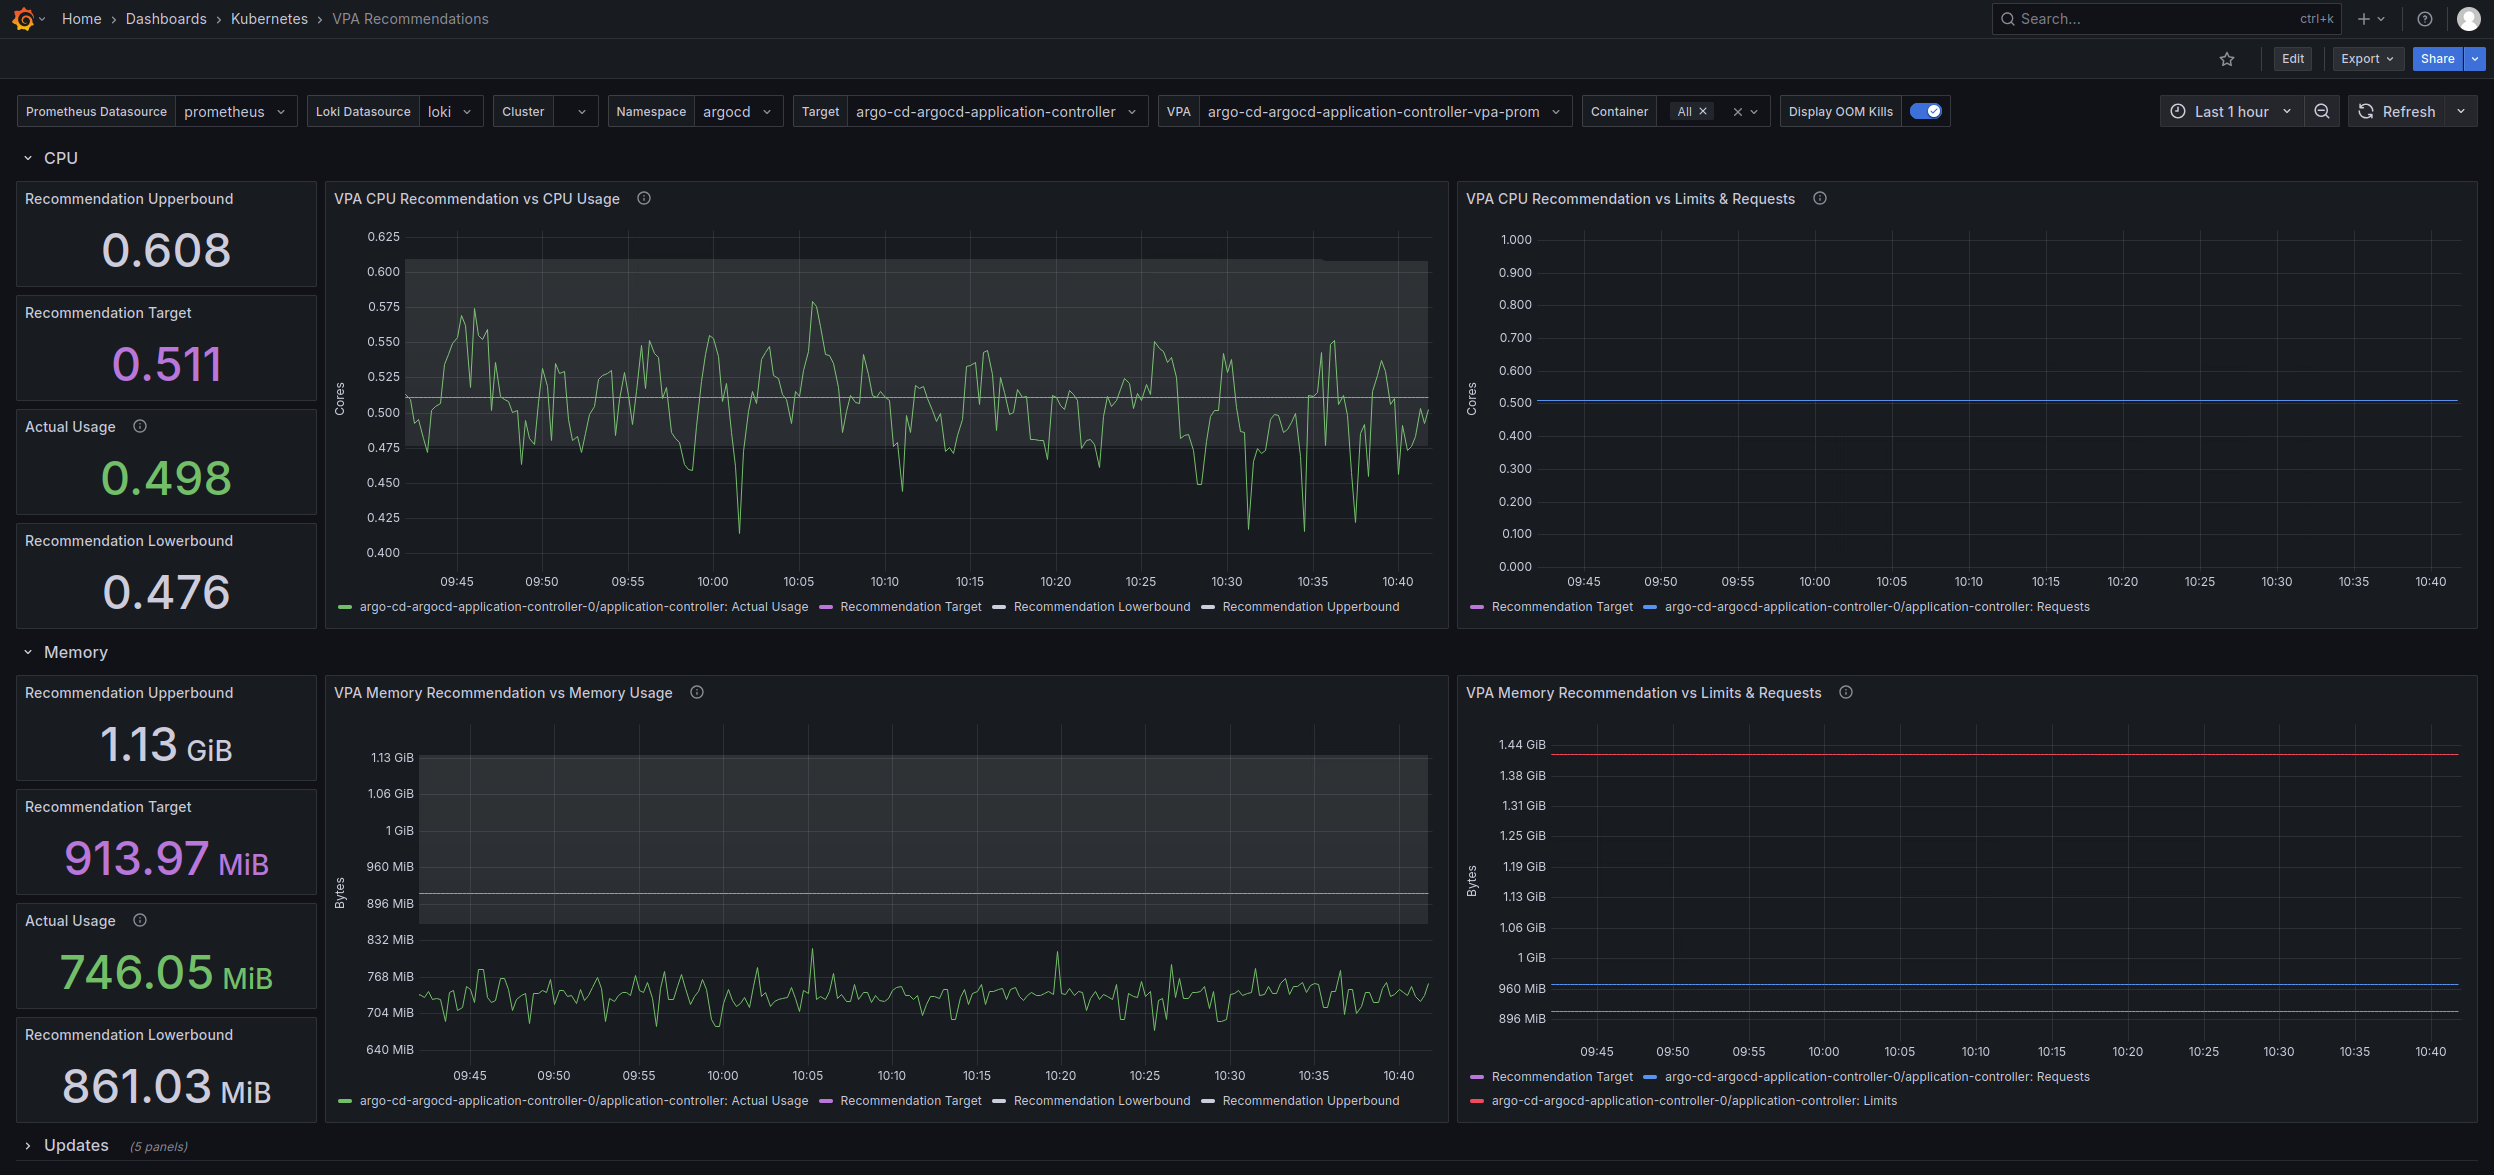 Home › Dashboards › Kubernetes › VPA Recommendations
Search... ctrl+k
Edit Export Share
Prometheus Datasource prometheus Loki Datasource loki Cluster Namespace argocd Target argo-cd-argocd-application-controller VPA argo-cd-argocd-application-controller-vpa-prom Container All Display OOM Kills Last 1 hour Refresh
CPU
Recommendation Upperbound
0.608
Recommendation Target
0.511
Actual Usage
0.498
Recommendation Lowerbound
0.476
VPA CPU Recommendation vs CPU Usage
Cores
0.625
0.600
0.575
0.550
0.525
0.500
0.475
0.450
0.425
0.400
09:45 09:50 09:55 10:00 10:05 10:10 10:15 10:20 10:25 10:30 10:35 10:40
argo-cd-argocd-application-controller-0/application-controller: Actual Usage Recommendation Target Recommendation Lowerbound Recommendation Upperbound
VPA CPU Recommendation vs Limits & Requests
Cores
1.000
0.900
0.800
0.700
0.600
0.500
0.400
0.300
0.200
0.100
0.000
09:45 09:50 09:55 10:00 10:05 10:10 10:15 10:20 10:25 10:30 10:35 10:40
Recommendation Target argo-cd-argocd-application-controller-0/application-controller: Requests
Memory
Recommendation Upperbound
1.13 GiB
Recommendation Target
913.97 MiB
Actual Usage
746.05 MiB
Recommendation Lowerbound
861.03 MiB
VPA Memory Recommendation vs Memory Usage
Bytes
1.13 GiB
1.06 GiB
1 GiB
960 MiB
896 MiB
832 MiB
768 MiB
704 MiB
640 MiB
09:45 09:50 09:55 10:00 10:05 10:10 10:15 10:20 10:25 10:30 10:35 10:40
argo-cd-argocd-application-controller-0/application-controller: Actual Usage Recommendation Target Recommendation Lowerbound Recommendation Upperbound
VPA Memory Recommendation vs Limits & Requests
Bytes
1.44 GiB
1.38 GiB
1.31 GiB
1.25 GiB
1.19 GiB
1.13 GiB
1.06 GiB
1 GiB
960 MiB
896 MiB
09:45 09:50 09:55 10:00 10:05 10:10 10:15 10:20 10:25 10:30 10:35 10:40
Recommendation Target argo-cd-argocd-application-controller-0/application-controller: Requests
argo-cd-argocd-application-controller-0/application-controller: Limits
Updates (5 panels)